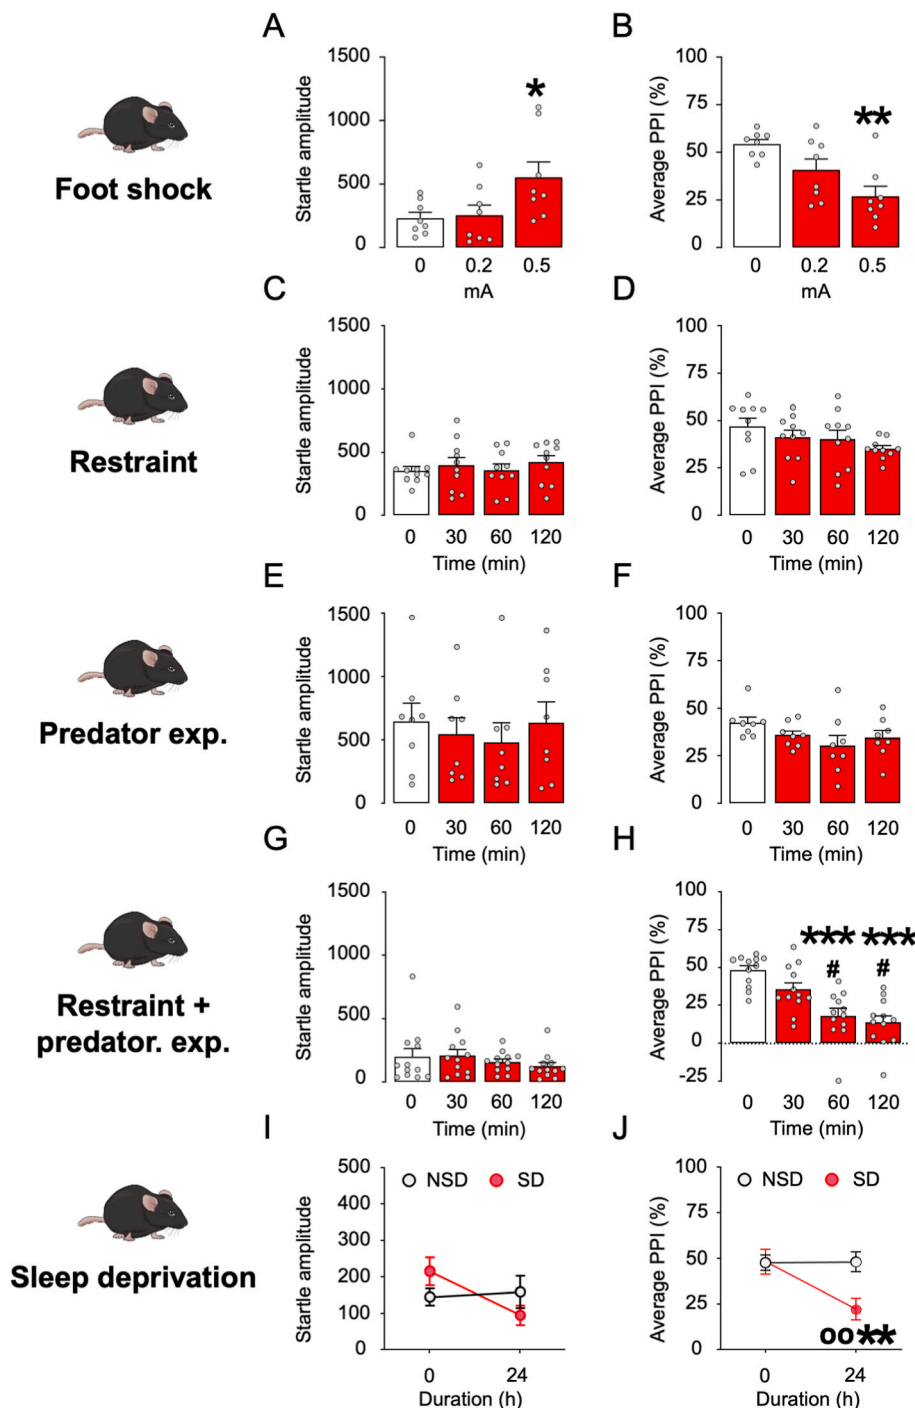 A
B
Foot shock
Startle amplitude
1500
1000
500
0
*
0 0.2 0.5
mA
Average PPI (%)
100
75
50
25
0
**
0 0.2 0.5
mA
C
D
Restraint
Startle amplitude
1500
1000
500
0
0 30 60 120
Time (min)
Average PPI (%)
100
75
50
25
0
0 30 60 120
Time (min)
E
F
Predator exp.
Startle amplitude
1500
1000
500
0
0 30 60 120
Time (min)
Average PPI (%)
100
50
25
0
0 30 60 120
Time (min)
G
H
Restraint +
predator. exp.
Startle amplitude
1500
1000
500
0
0 30 60 120
Time (min)
Average PPI (%)
100
75
50
25
0
-25
*** ***
# #
0 30 60 120
Time (min)
I
J
Sleep deprivation
Startle amplitude
500
400
300
200
100
0
NSD SD
0 24
Duration (h)
Average PPI (%)
100
75
50
25
0
NSD SD
oo**
0 24
Duration (h)